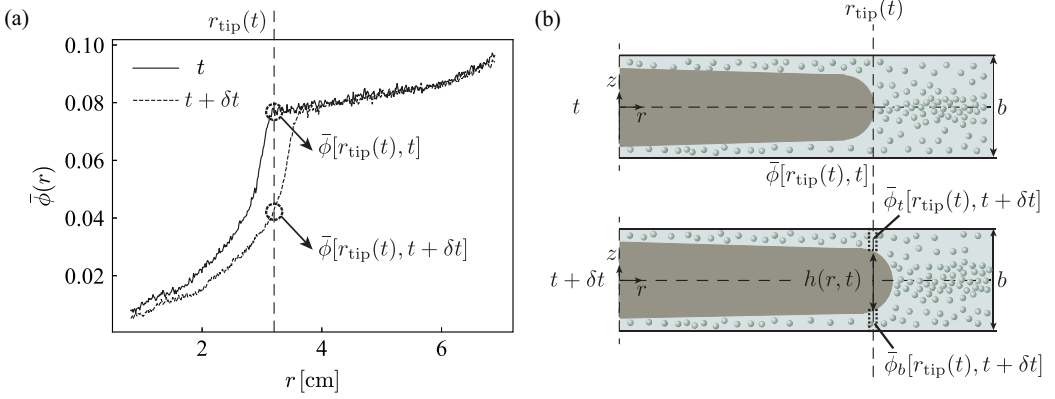 (a)
r_tip(t)
0.10
0.08
0.06
0.04
0.02
ϕ̄(r)
t
t + δt
ϕ̄[r_tip(t), t]
ϕ̄[r_tip(t), t + δt]
2
4
6
r [cm]
(b)
r_tip(t)
t
z
r
b
ϕ̄[r_tip(t), t]
ϕ̄_t[r_tip(t), t + δt]
t + δt
z
r
h(r, t)
b
ϕ̄_b[r_tip(t), t + δt]